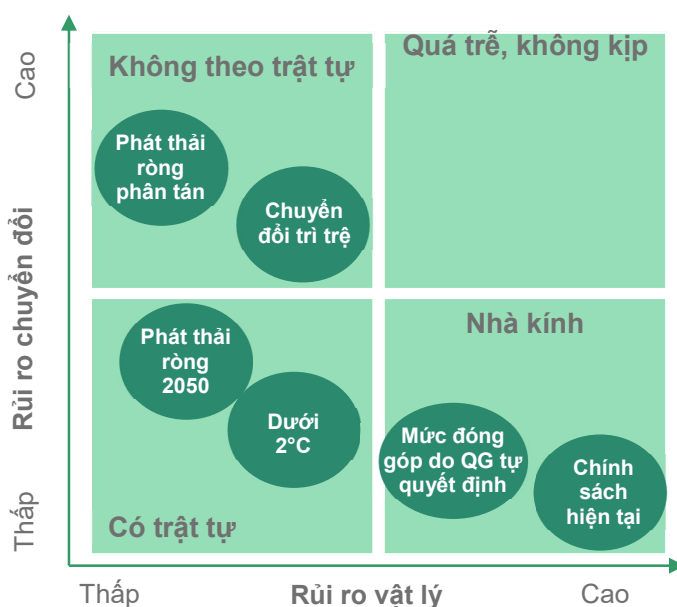 Cao
Rủi ro chuyển đổi
Thấp
Không theo trật tự
Phát thải
ròng
phân tán
Chuyển
đổi trì trệ
Quá trễ, không kịp
Phát thải
ròng
2050
Dưới
2°C
Có trật tự
Nhà kính
Mức đóng
góp do QG tự
quyết định
Chính
sách
hiện tại
Thấp
Rủi ro vật lý
Cao